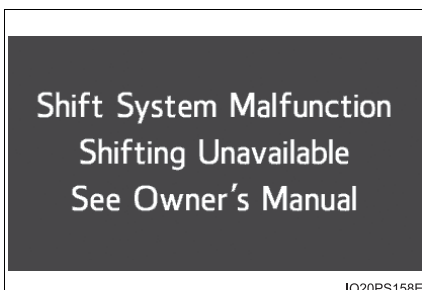 Shift System Malfunction
Shifting Unavailable
See Owner's Manual
IO20PS158E